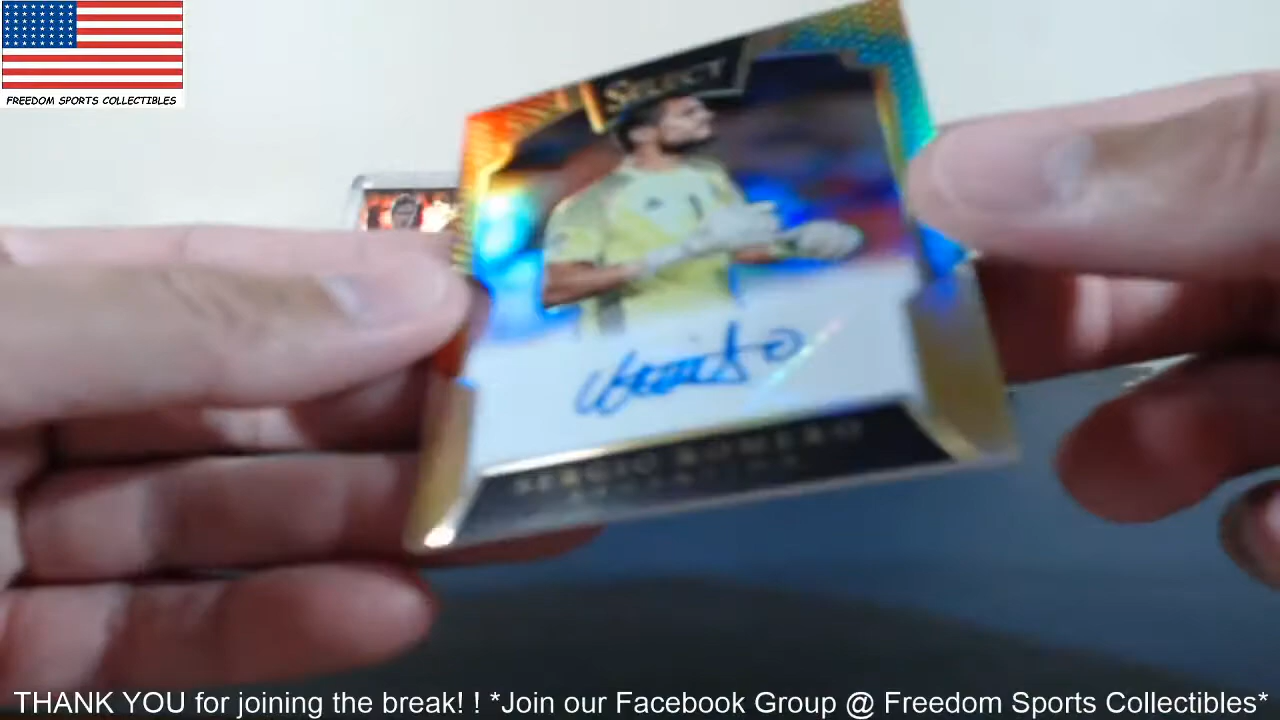 FREEDOM SPORTS COLLECTIBLES
SELECT
SERGIO ROMERO
ARGENTINA
THANK YOU for joining the break! ! *Join our Facebook Group @ Freedom Sports Collectibles*